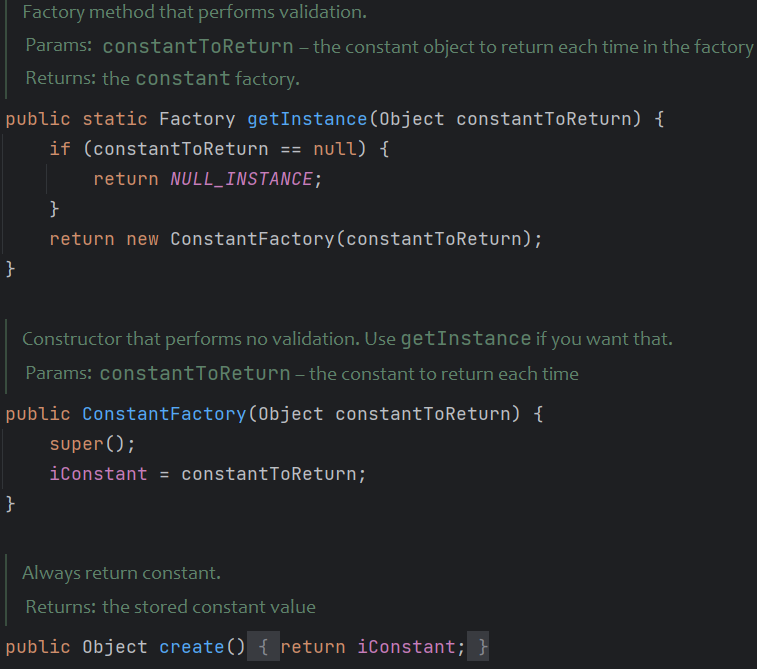 Factory method that performs validation.
Params: constantToReturn – the constant object to return each time in the factory
Returns: the constant factory.
public static Factory getInstance(Object constantToReturn) {
    if (constantToReturn == null) {
        return NULL_INSTANCE;
    }
    return new ConstantFactory(constantToReturn);
}
Constructor that performs no validation. Use getInstance if you want that.
Params: constantToReturn – the constant to return each time
public ConstantFactory(Object constantToReturn) {
    super();
    iConstant = constantToReturn;
}
Always return constant.
Returns: the stored constant value
public Object create() { return iConstant; }